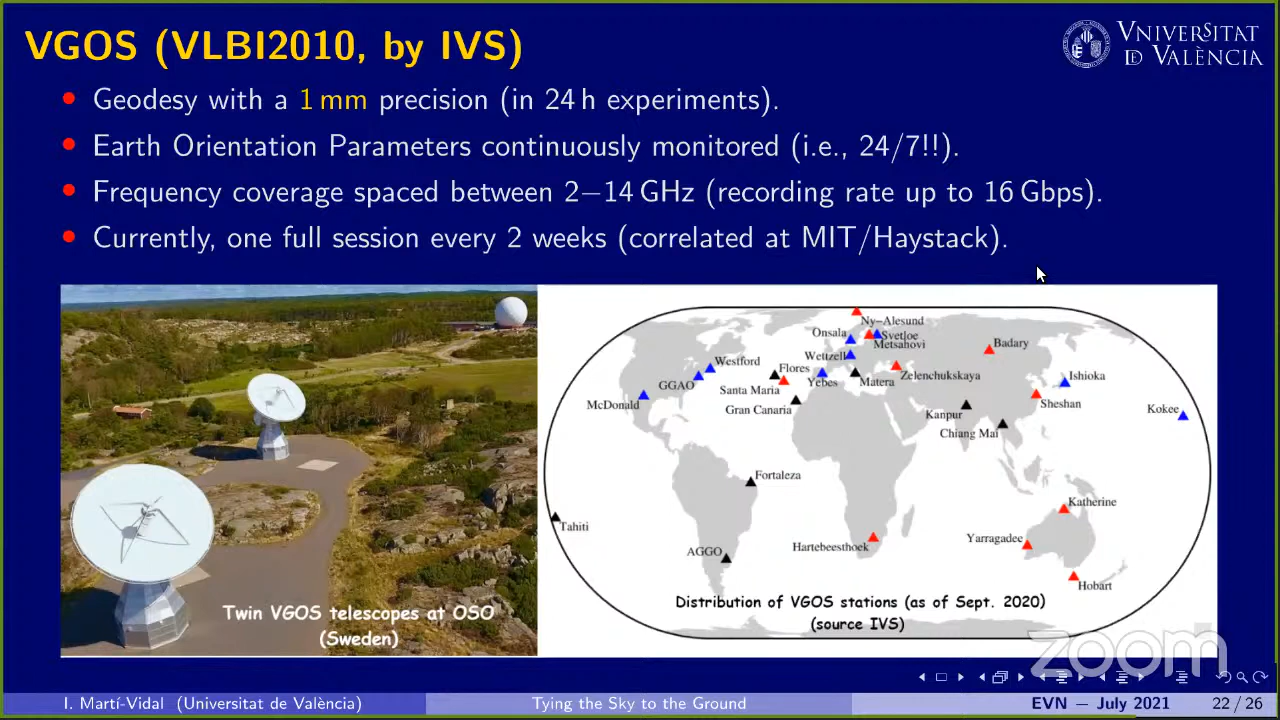 VGOS (VLBI2010, by IVS)
VNIVERSITAT
DE VALÈNCIA
Geodesy with a 1 mm precision (in 24 h experiments).
Earth Orientation Parameters continuously monitored (i.e., 24/7!!).
Frequency coverage spaced between 2−14 GHz (recording rate up to 16 Gbps).
Currently, one full session every 2 weeks (correlated at MIT/Haystack).
Ny−Alesund
Onsala
Svetloe
Metsahovi
Badary
Wettzell
Westford
Flores
Zelenchukskaya
Ishioka
GGAO
Santa Maria
Yebes
Matera
McDonald
Gran Canaria
Sheshan
Kokee
Kanpur
Chiang Mai
Fortaleza
Katherine
Tahiti
Yarragadee
Hartebeesthoek
AGGO
Hobart
Twin VGOS telescopes at OSO
(Sweden)
Distribution of VGOS stations (as of Sept. 2020)
(source IVS)
zoom
I. Martí-Vidal (Universitat de València)
Tying the Sky to the Ground
EVN − July 2021
22 / 26